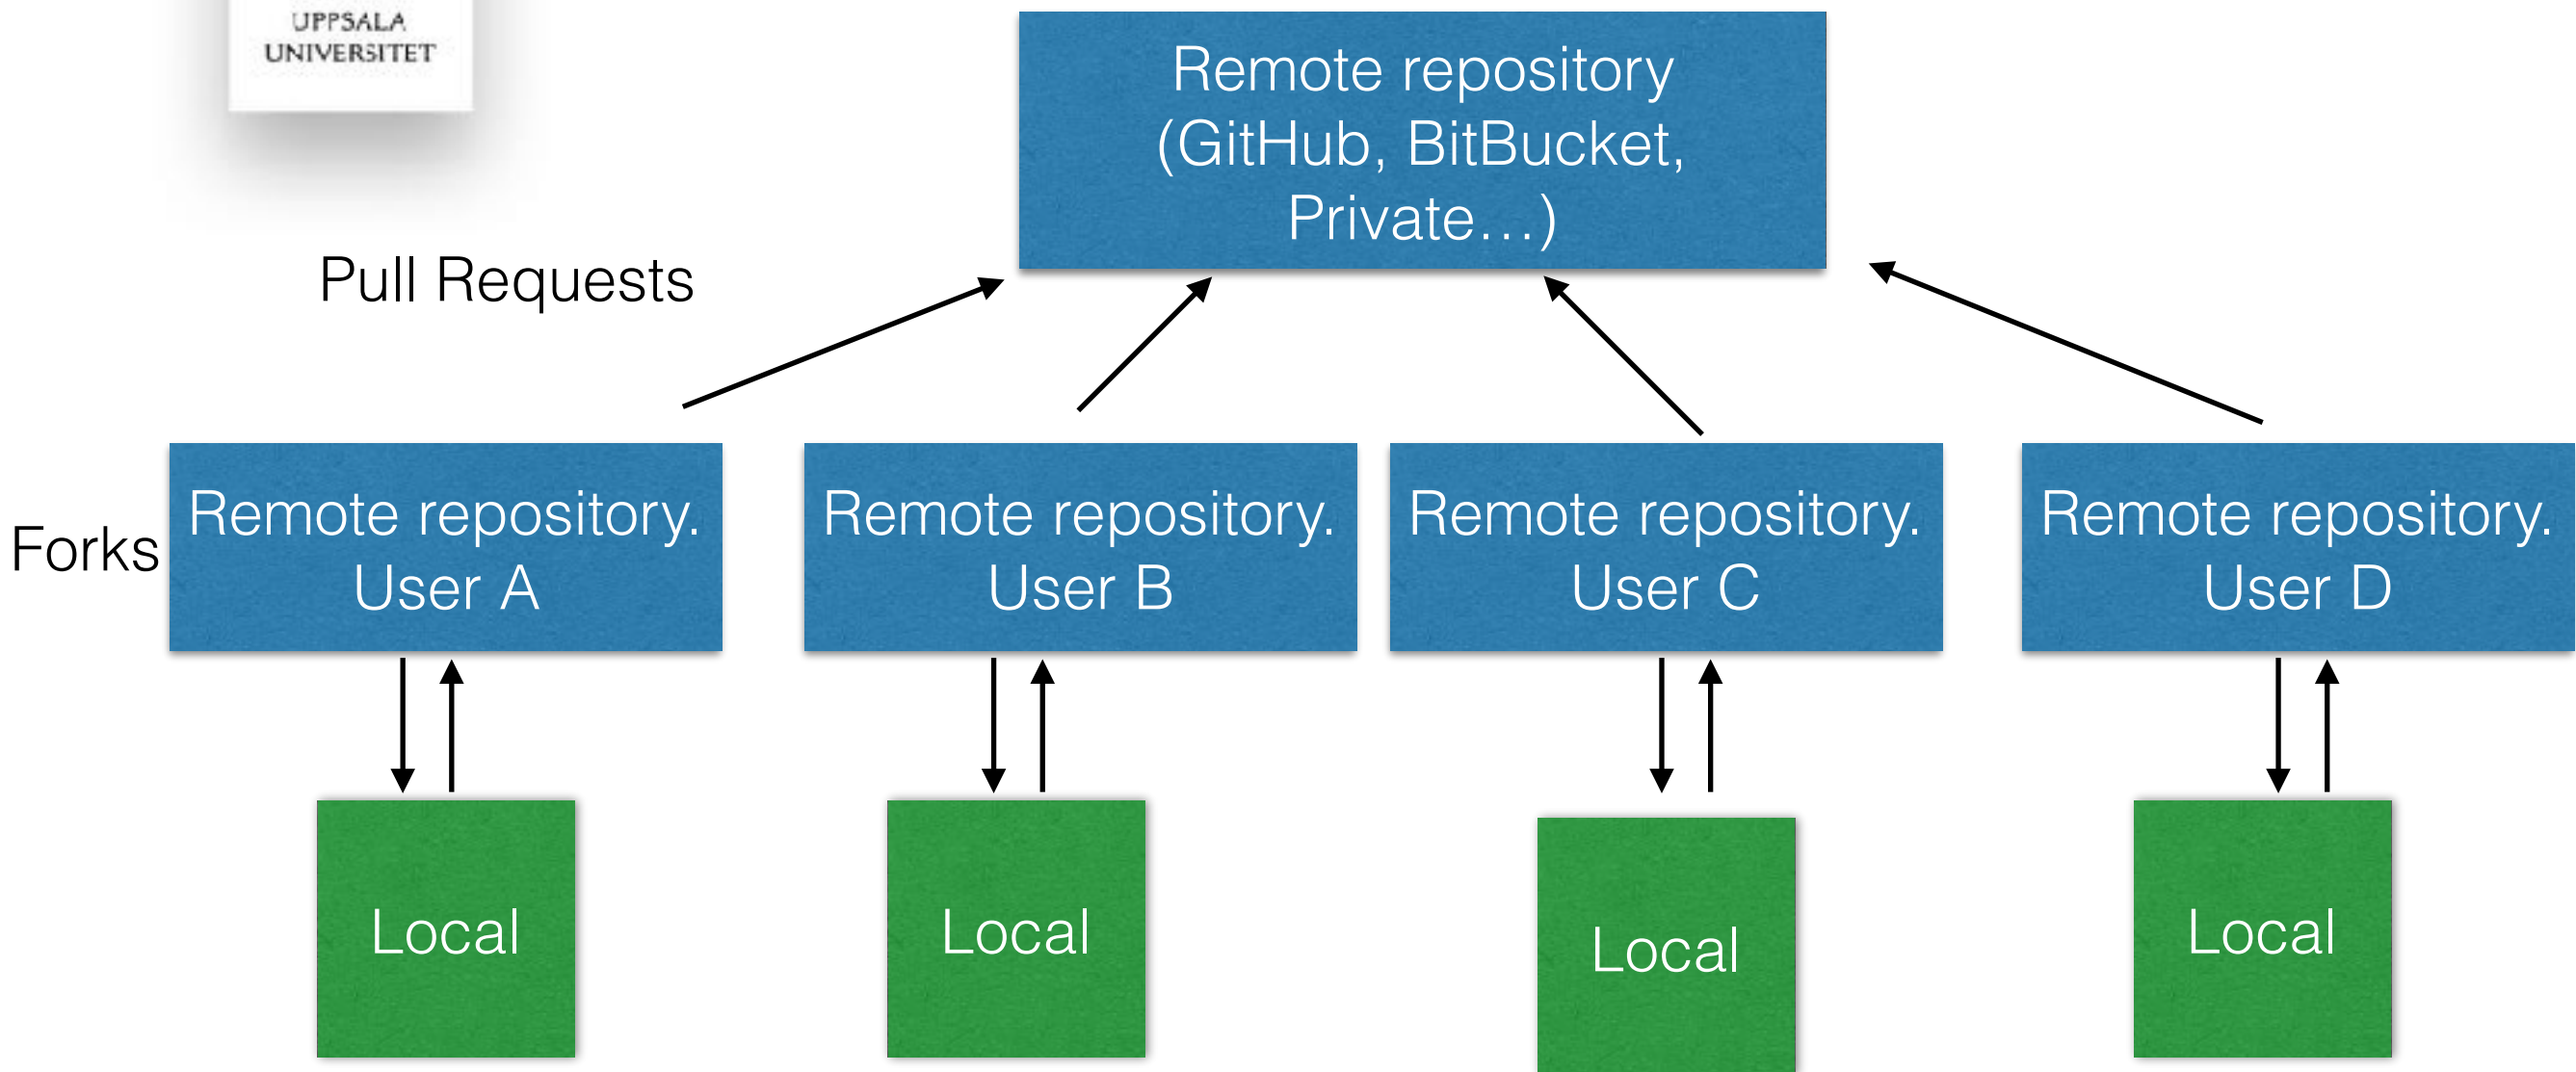 UPPSALA
UNIVERSITET
Remote repository
(GitHub, BitBucket,
Private…)
Pull Requests
Forks
Remote repository.
User A
Remote repository.
User B
Remote repository.
User C
Remote repository.
User D
Local
Local
Local
Local